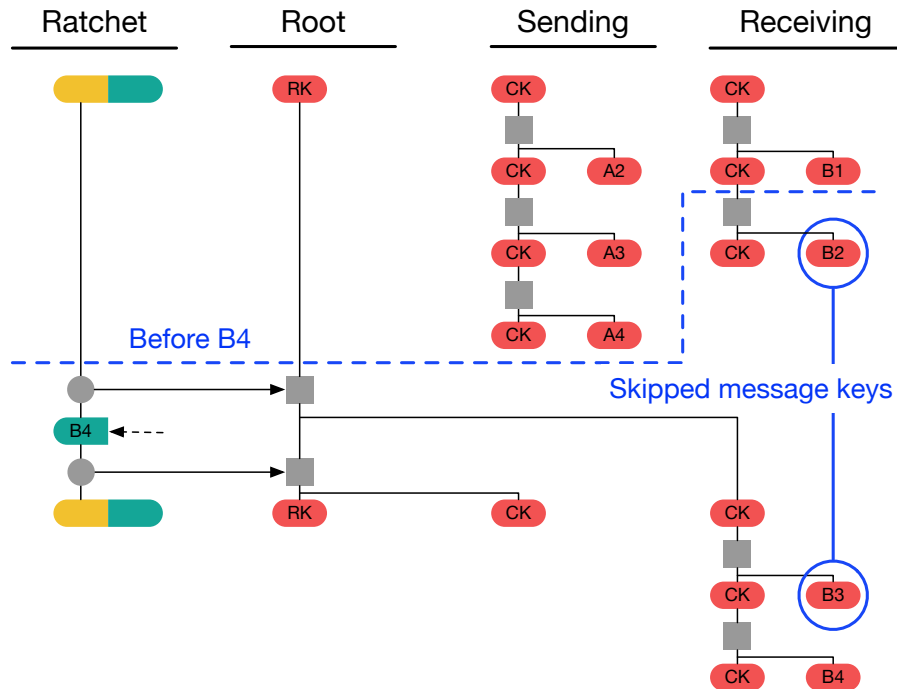 Ratchet Root Sending Receiving
RK CK CK
CK A2 CK B1
CK A3 CK B2
Before B4 CK A4
Skipped message keys
B4
RK CK CK
CK B3
CK B4